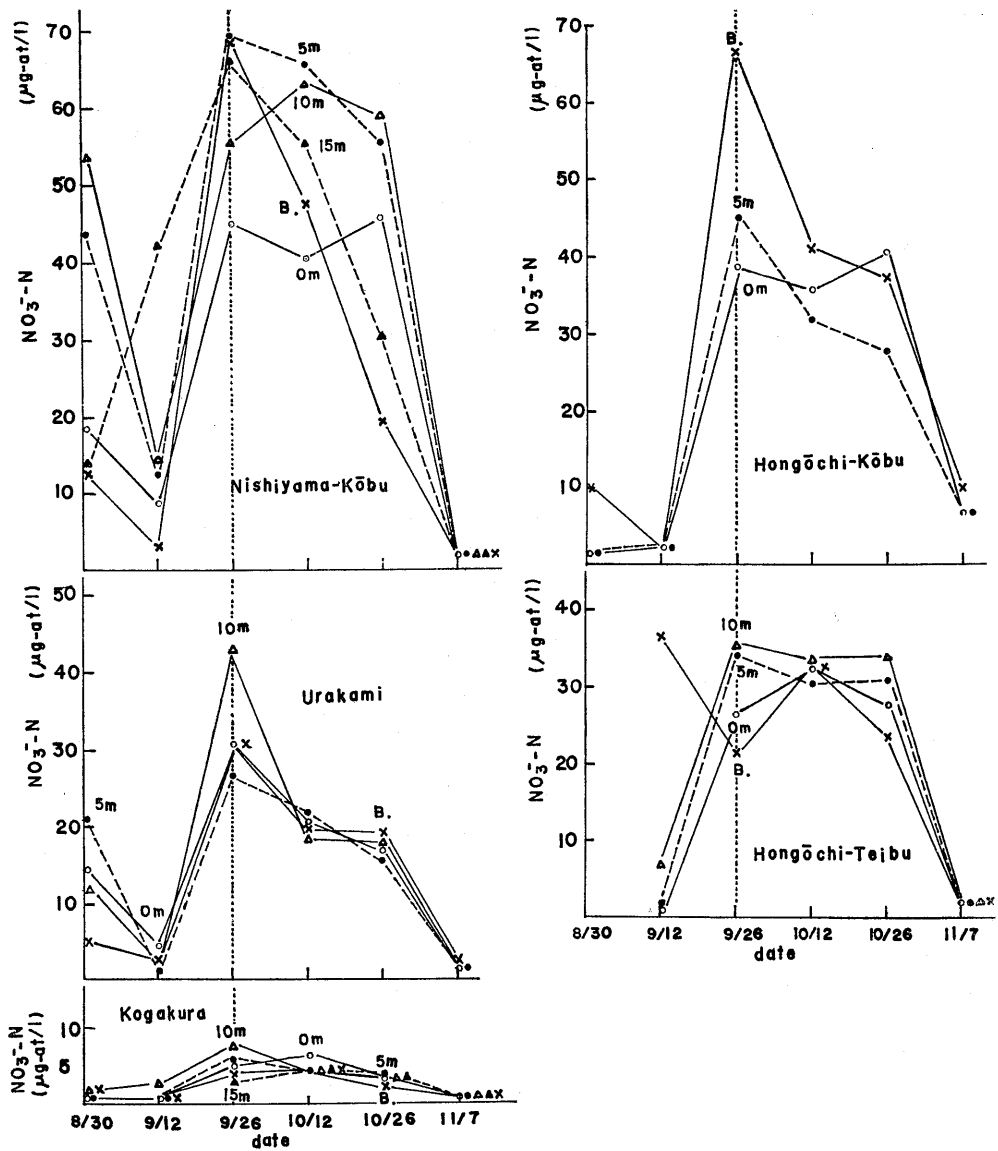 (µg-at/l)
NO₃⁻-N
70
60
50
40
30
20
10
5m
10m
15m
B.
0m
Nishiyama-Kōbu
(µg-at/l)
NO₃⁻-N
70
60
50
40
30
20
10
B.
5m
0m
Hongōchi-Kōbu
(µg-at/l)
NO₃⁻-N
50
40
30
20
10
10m
Urakami
5m
0m
B.
(µg-at/l)
NO₃⁻-N
40
30
20
10
10m
5m
0m
B.
Hongōchi-Teibu
8/30 9/12 9/26 10/12 10/26 11/7
date
NO₃⁻-N
(µg-at/l)
10
5
Kogakura
10m
0m
5m
15m
B.
8/30 9/12 9/26 10/12 10/26 11/7
date